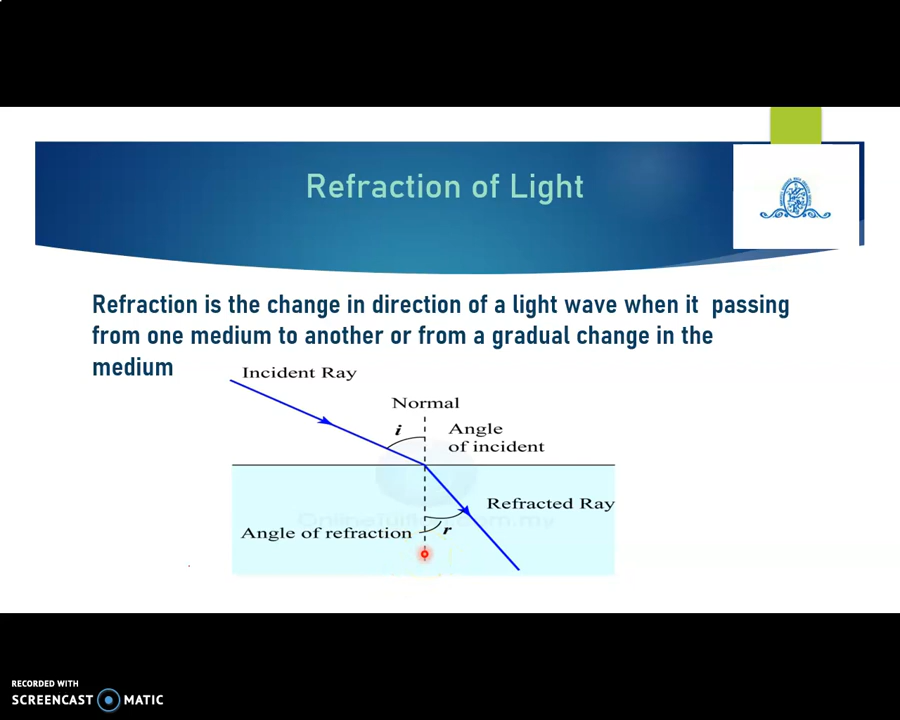 Refraction of Light
Refraction is the change in direction of a light wave when it passing
from one medium to another or from a gradual change in the
medium
Incident Ray
Normal
i
Angle
of incident
Refracted Ray
Angle of refraction
r
RECORDED WITH
SCREENCAST MATIC